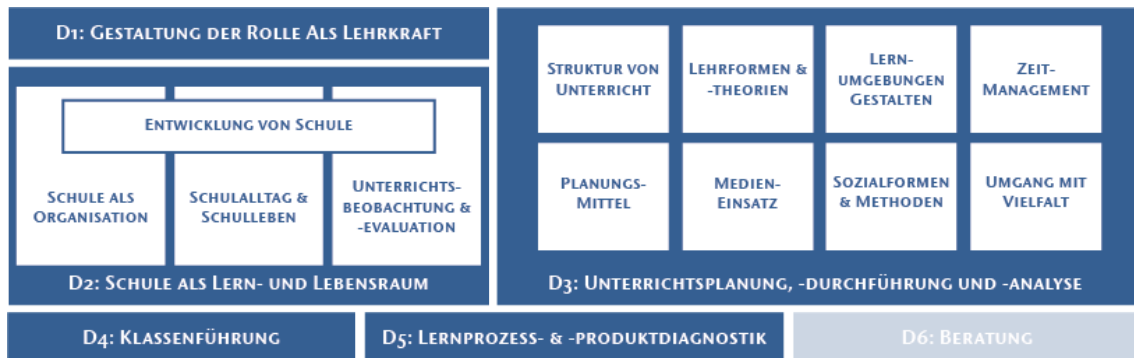 D1: Gestaltung der Rolle Als Lehrkraft
Entwicklung von Schule
Schule als
Organisation
Schulalltag &
Schulleben
Unterrichts-
beobachtung &
-evaluation
D2: Schule als Lern- und Lebensraum
Struktur von
Unterricht
Lehrformen &
-theorien
Lern-
umgebungen
Gestalten
Zeit-
Management
Planungs-
Mittel
Medien-
Einsatz
Sozialformen
& Methoden
Umgang mit
Vielfalt
D3: Unterrichtsplanung, -durchführung und -analyse
D4: Klassenführung
D5: Lernprozess- & -produktdiagnostik
D6: Beratung